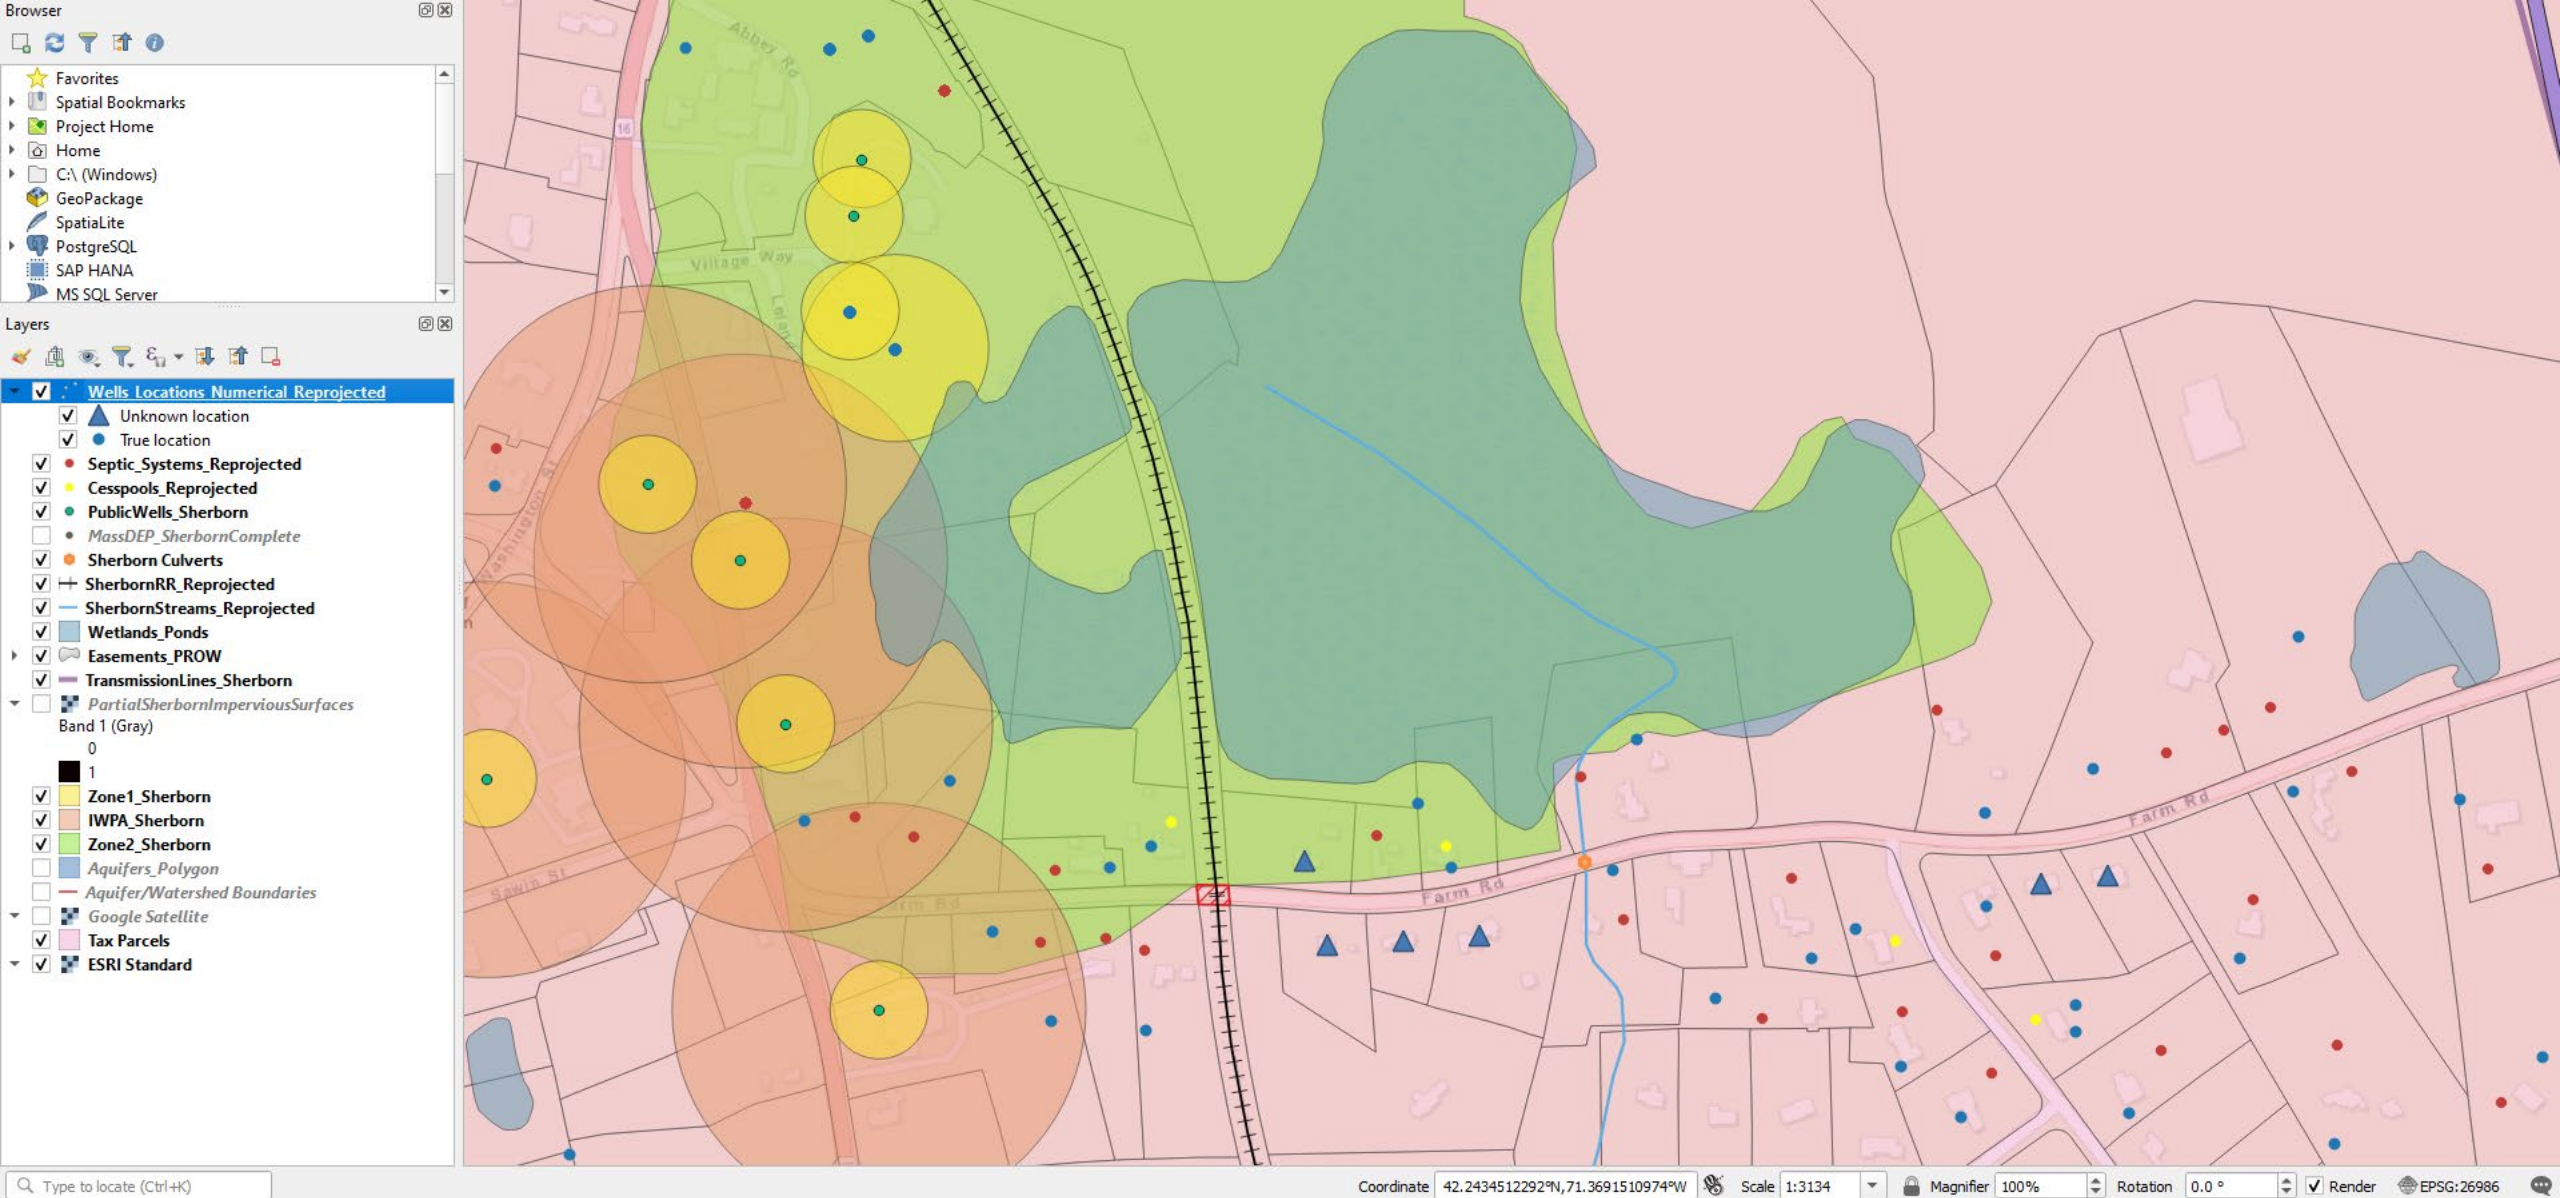 Browser
Favorites
Spatial Bookmarks
Project Home
Home
C:\ (Windows)
GeoPackage
SpatiaLite
PostgreSQL
SAP HANA
MS SQL Server
Layers
Wells_Locations_Numerical_Reprojected
Unknown location
True location
Septic_Systems_Reprojected
Cesspools_Reprojected
PublicWells_Sherborn
MassDEP_SherbornComplete
Sherborn Culverts
SherbornRR_Reprojected
SherbornStreams_Reprojected
Wetlands_Ponds
Easements_PROW
TransmissionLines_Sherborn
PartialSherbornImperviousSurfaces
Band 1 (Gray)
0
1
Zone1_Sherborn
IWPA_Sherborn
Zone2_Sherborn
Aquifers_Polygon
Aquifer/Watershed Boundaries
Google Satellite
Tax Parcels
ESRI Standard
Abbey Rd
16
Village Way
Washington St
Sawin St
Farm Rd
Farm Rd
Farm Rd
Type to locate (Ctrl+K)
Coordinate 42.2434512292°N,71.3691510974°W Scale 1:3134 Magnifier 100% Rotation 0.0 ° Render EPSG:26986